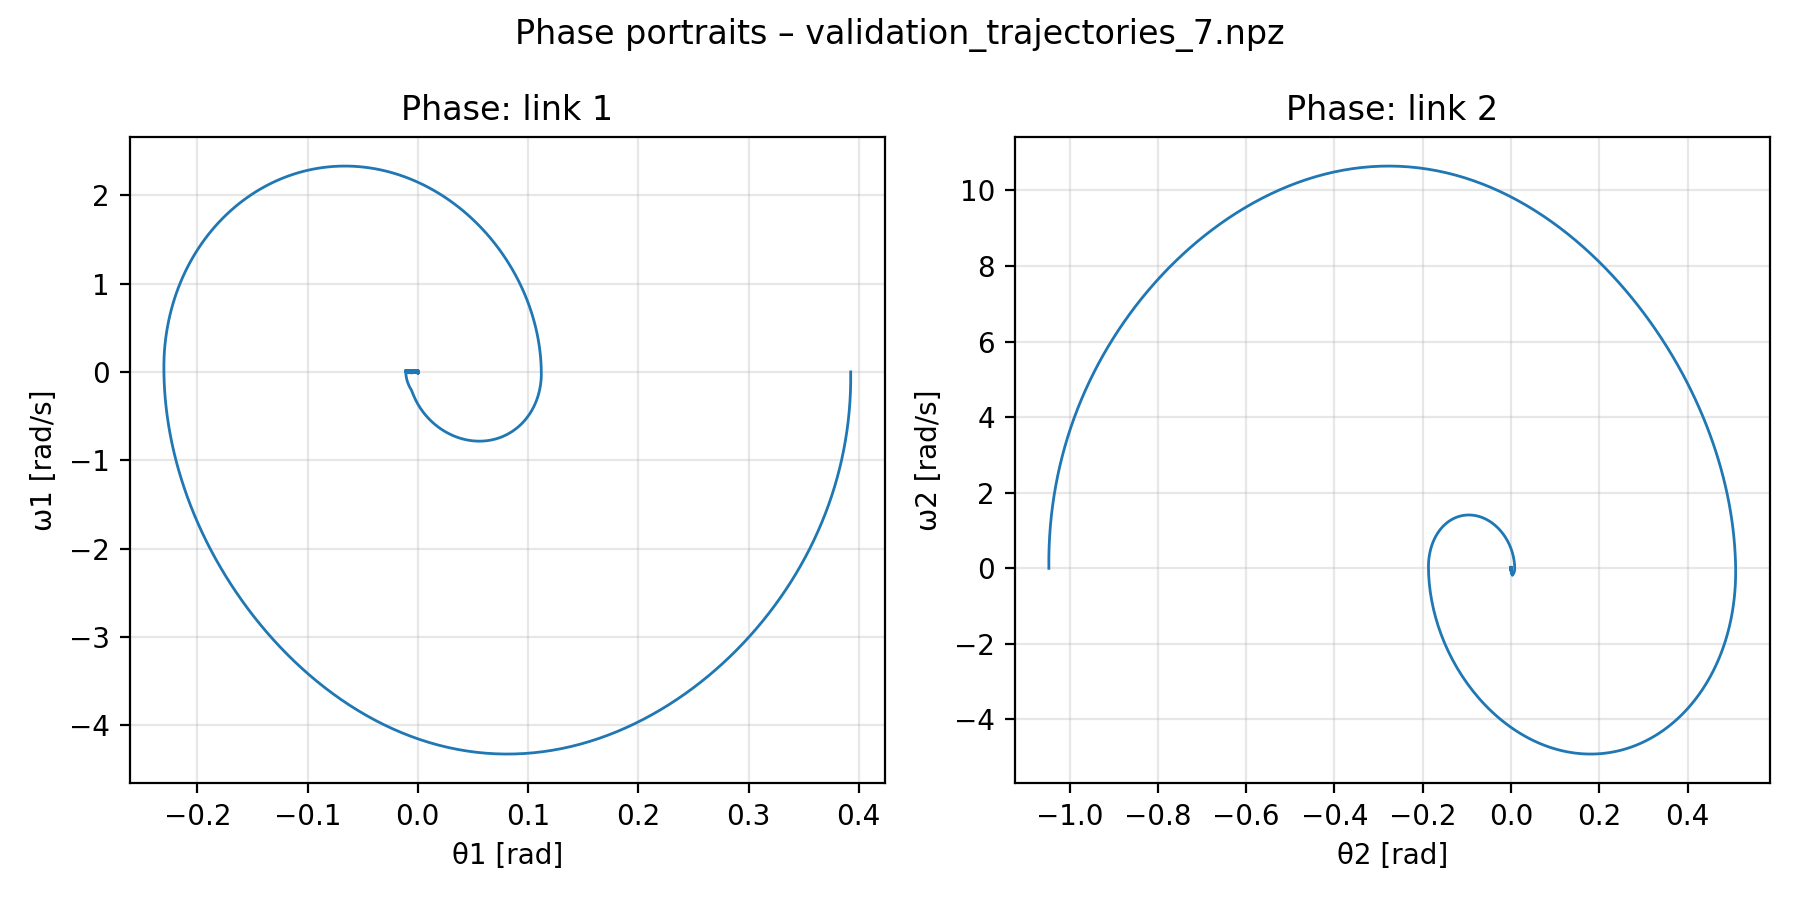 Phase portraits – validation_trajectories_7.npz
Phase: link 1
ω1 [rad/s]
2
1
0
−1
−2
−3
−4
−0.2 −0.1 0.0 0.1 0.2 0.3 0.4
θ1 [rad]
Phase: link 2
ω2 [rad/s]
10
8
6
4
2
0
−2
−4
−1.0 −0.8 −0.6 −0.4 −0.2 0.0 0.2 0.4
θ2 [rad]